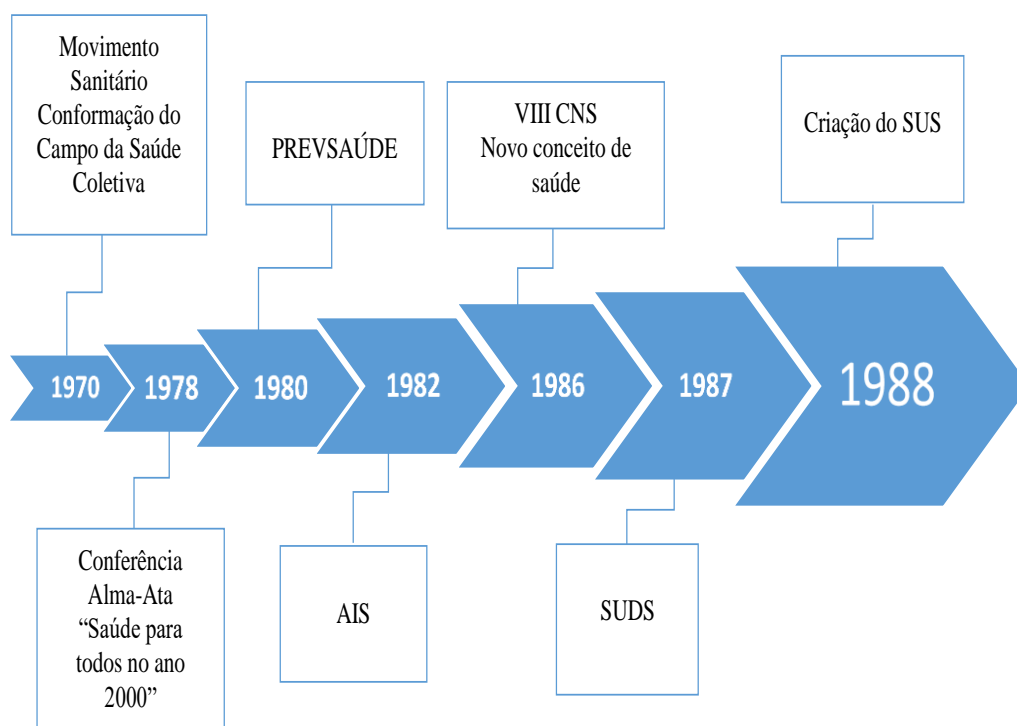 Movimento
Sanitário
Conformação do
Campo da Saúde
Coletiva
PREVSAÚDE
VIII CNS
Novo conceito de
saúde
Criação do SUS
1970
1978
1980
1982
1986
1987
1988
Conferência
Alma-Ata
“Saúde para
todos no ano
2000”
AIS
SUDS